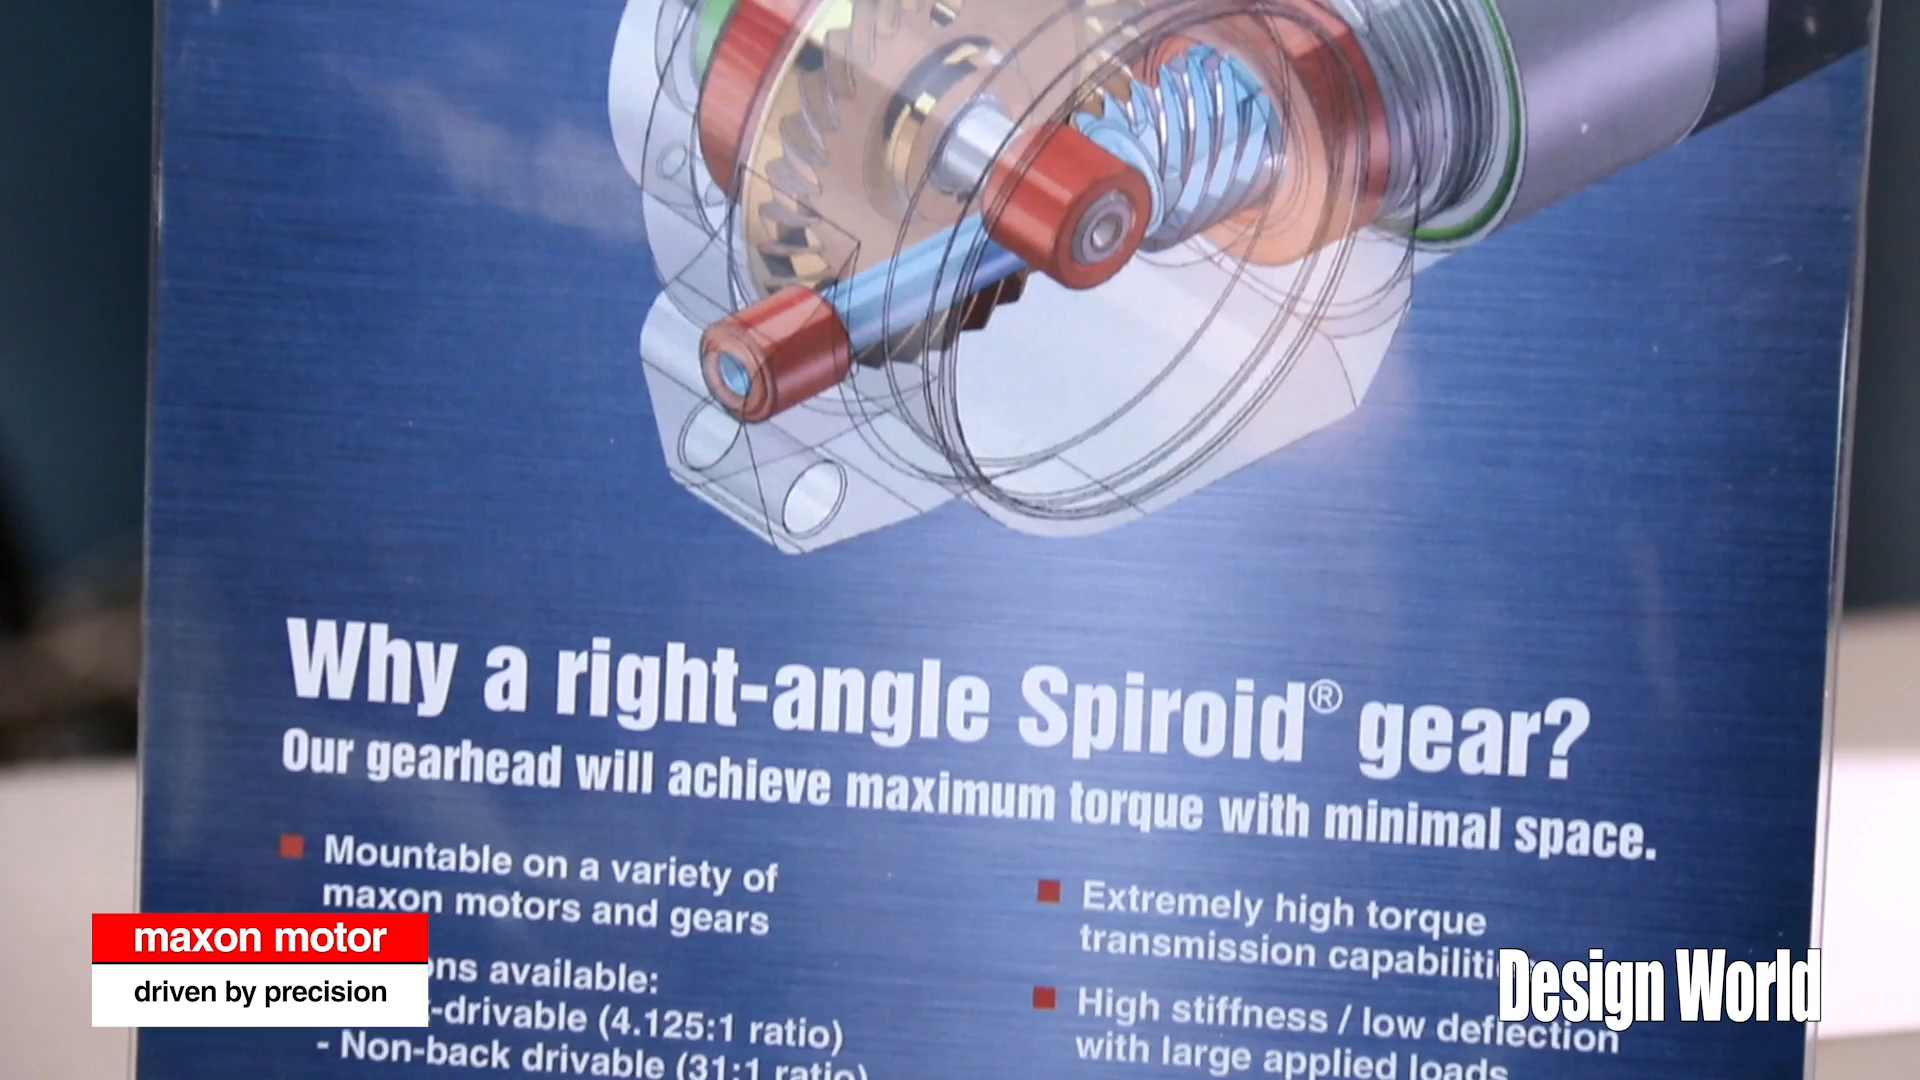 Why a right-angle Spiroid® gear?
Our gearhead will achieve maximum torque with minimal space.
Mountable on a variety of
maxon motors and gears
available:
-drivable (4.125:1 ratio)
- Non-back drivable (31:1 ratio)
Extremely high torque
transmission
High stiffness / low deflection
with large applied loads
maxon motor
driven by precision
Design World